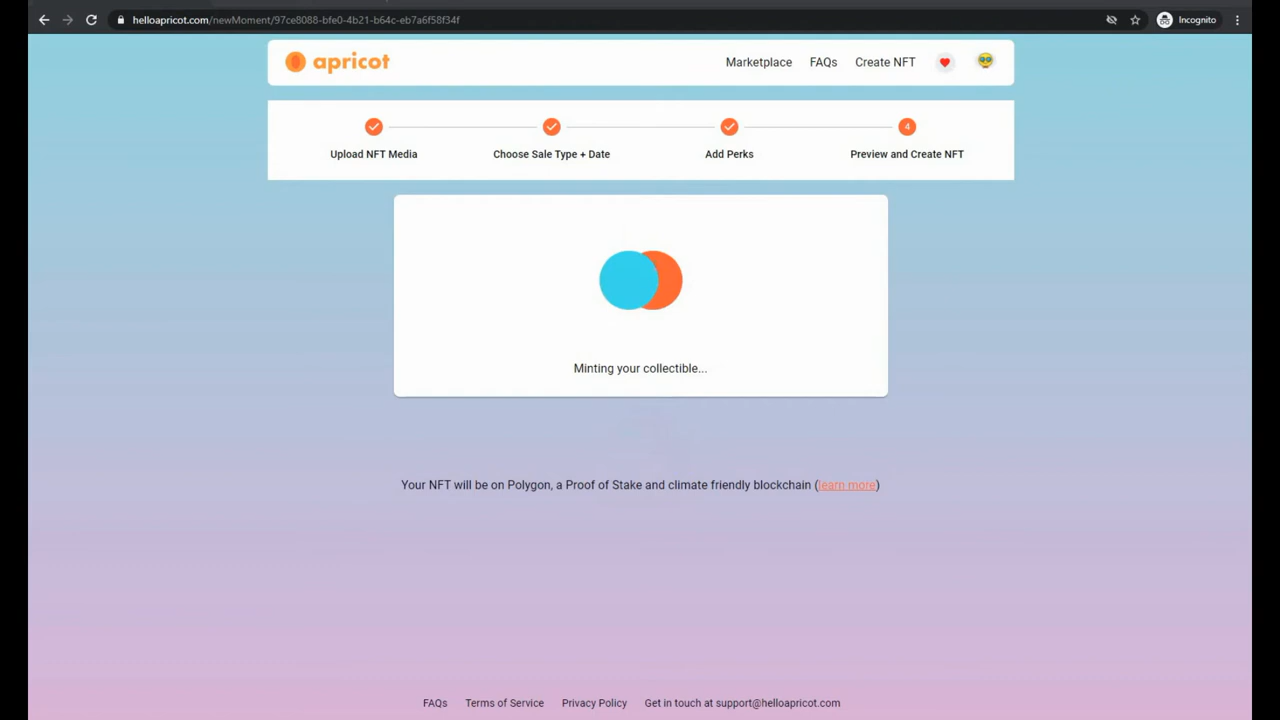 helloapricot.com/newMoment/97ce8088-bfe0-4b21-b64c-eb7a6f58f34f
Incognito
apricot
Marketplace FAQs Create NFT
4
Upload NFT Media Choose Sale Type + Date Add Perks Preview and Create NFT
Minting your collectible...
Your NFT will be on Polygon, a Proof of Stake and climate friendly blockchain (learn more)
FAQs Terms of Service Privacy Policy Get in touch at support@helloapricot.com